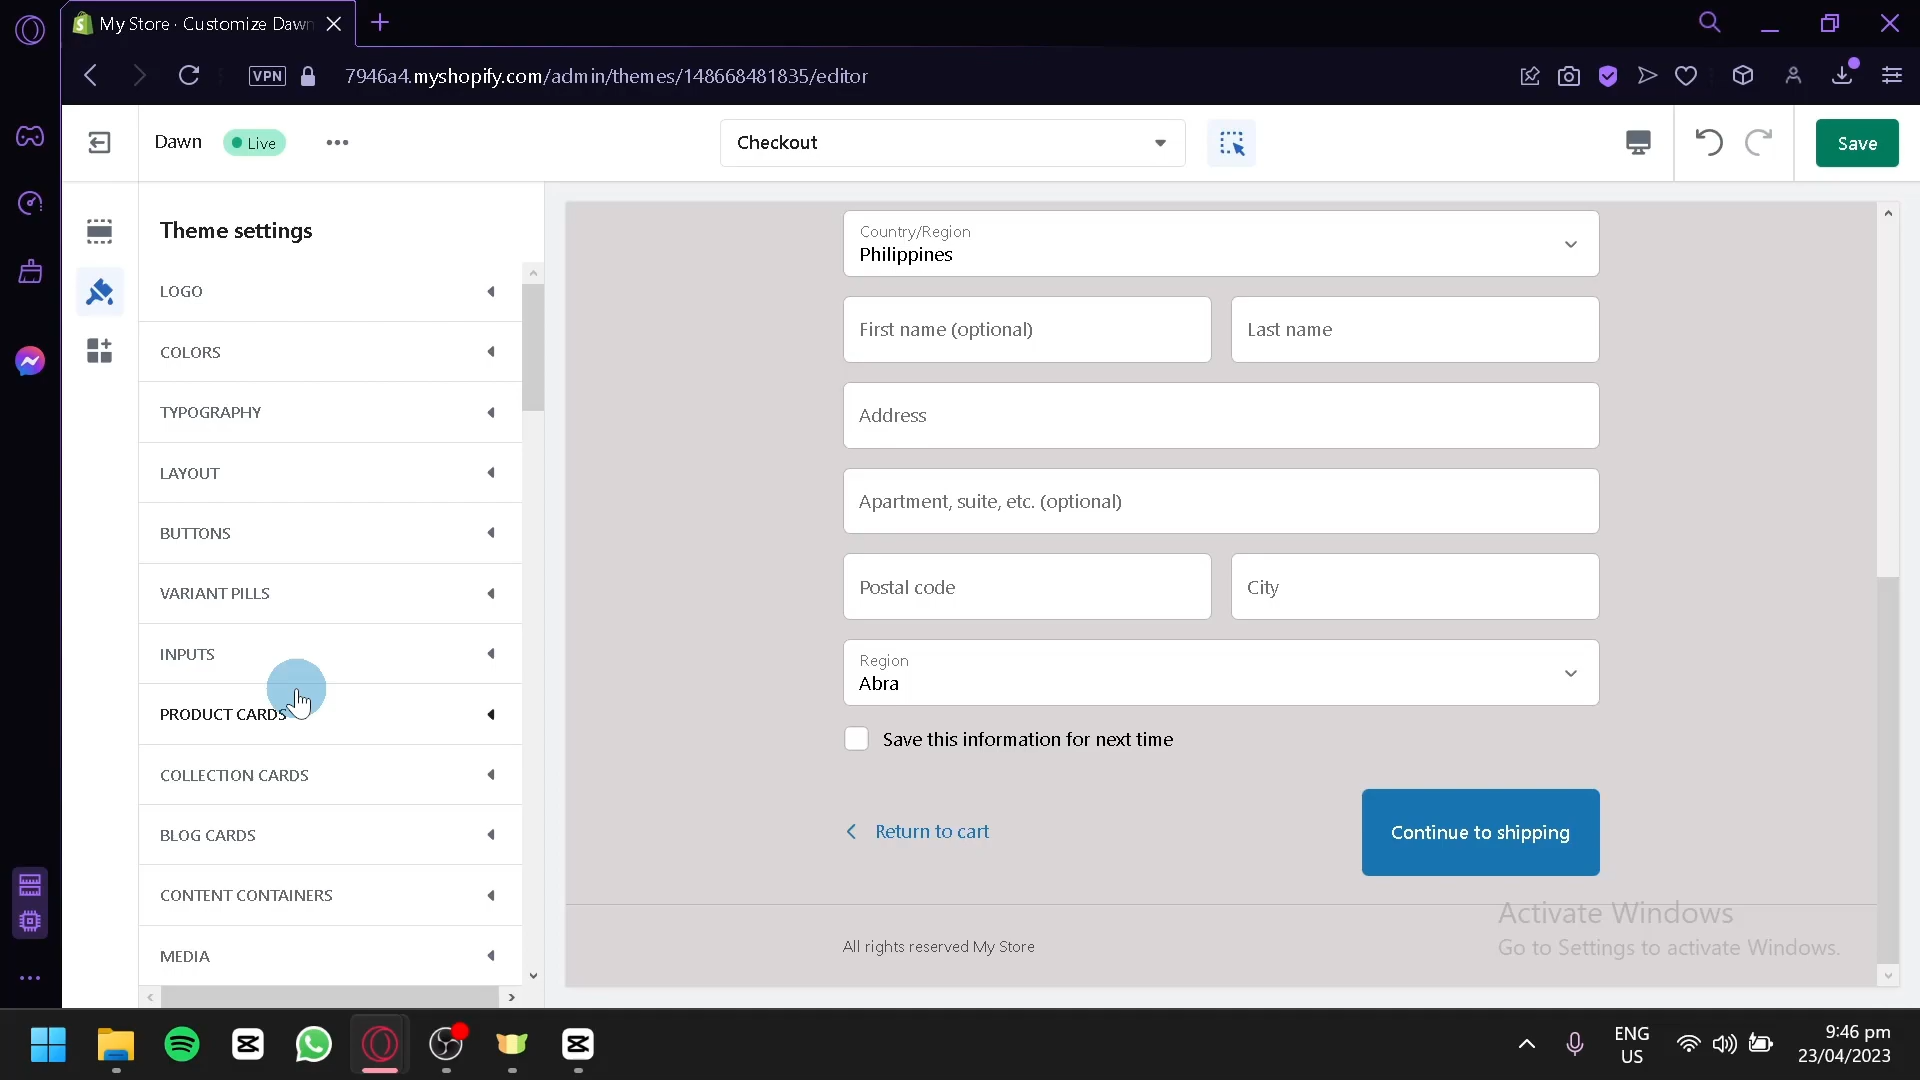 My Store · Customize Dawn
VPN
7946a4.myshopify.com/admin/themes/148668481835/editor
Dawn
Live
Checkout
Save
Theme settings
LOGO
COLORS
TYPOGRAPHY
LAYOUT
BUTTONS
VARIANT PILLS
INPUTS
PRODUCT CARDS
COLLECTION CARDS
BLOG CARDS
CONTENT CONTAINERS
MEDIA
Country/Region
Philippines
First name (optional)
Last name
Address
Apartment, suite, etc. (optional)
Postal code
City
Region
Abra
Save this information for next time
Return to cart
Continue to shipping
All rights reserved My Store
Activate Windows
Go to Settings to activate Windows.
ENG
US
9:46 pm
23/04/2023